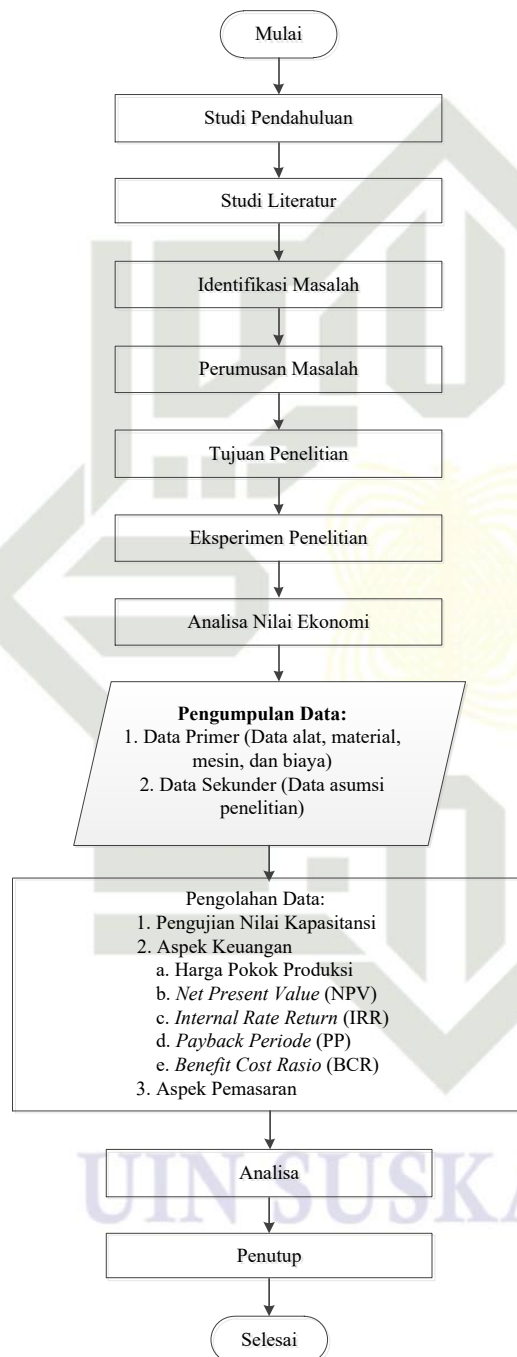 Mulai
Studi Pendahuluan
Studi Literatur
Identifikasi Masalah
Perumusan Masalah
Tujuan Penelitian
Eksperimen Penelitian
Analisa Nilai Ekonomi
Pengumpulan Data:
1. Data Primer (Data alat, material,
mesin, dan biaya)
2. Data Sekunder (Data asumsi
penelitian)
Pengolahan Data:
1. Pengujian Nilai Kapasitansi
2. Aspek Keuangan
a. Harga Pokok Produksi
b. Net Present Value (NPV)
c. Internal Rate Return (IRR)
d. Payback Periode (PP)
e. Benefit Cost Rasio (BCR)
3. Aspek Pemasaran
Analisa
UIN SUSKA
Penutup
Selesai